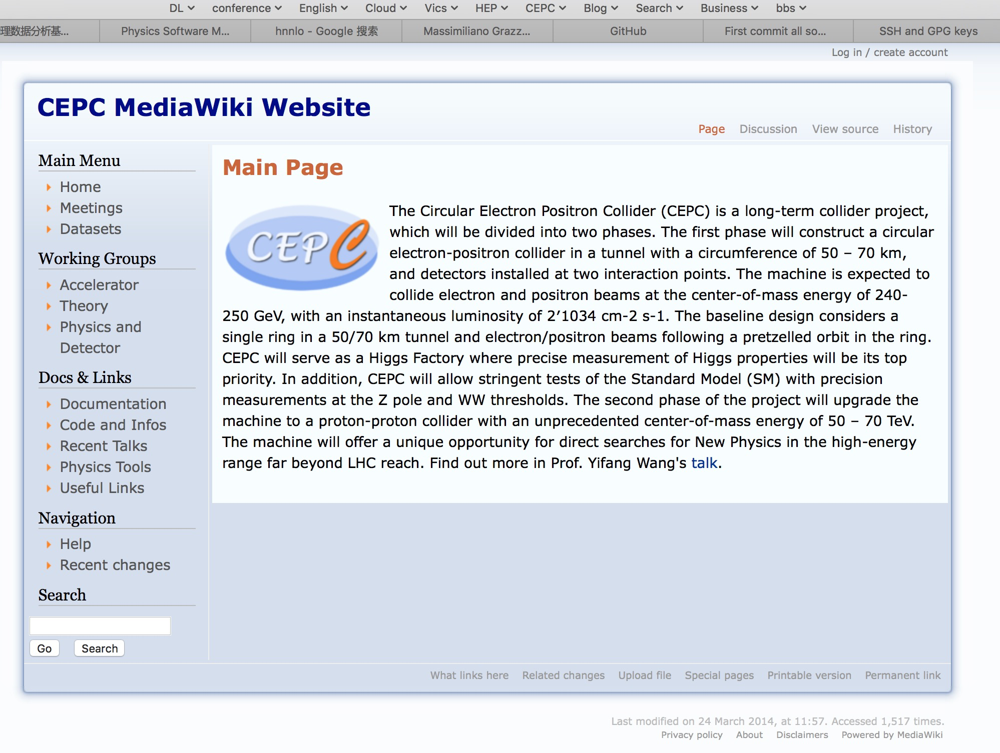 DL conference English Cloud Vics HEP CEPC Blog Search Business bbs
理数据分析基... Physics Software M... hnnlo - Google 搜索 Massimiliano Grazz... GitHub First commit all so... SSH and GPG keys
Log in / create account
CEPC MediaWiki Website
Page Discussion View source History
Main Menu
Home
Meetings
Datasets
Working Groups
Accelerator
Theory
Physics and
Detector
Docs & Links
Documentation
Code and Infos
Recent Talks
Physics Tools
Useful Links
Navigation
Help
Recent changes
Search
Go Search
Main Page
CEPC
The Circular Electron Positron Collider (CEPC) is a long-term collider project,
which will be divided into two phases. The first phase will construct a circular
electron-positron collider in a tunnel with a circumference of 50 – 70 km,
and detectors installed at two interaction points. The machine is expected to
collide electron and positron beams at the center-of-mass energy of 240-
250 GeV, with an instantaneous luminosity of 2′1034 cm-2 s-1. The baseline design considers a
single ring in a 50/70 km tunnel and electron/positron beams following a pretzelled orbit in the ring.
CEPC will serve as a Higgs Factory where precise measurement of Higgs properties will be its top
priority. In addition, CEPC will allow stringent tests of the Standard Model (SM) with precision
measurements at the Z pole and WW thresholds. The second phase of the project will upgrade the
machine to a proton-proton collider with an unprecedented center-of-mass energy of 50 – 70 TeV.
The machine will offer a unique opportunity for direct searches for New Physics in the high-energy
range far beyond LHC reach. Find out more in Prof. Yifang Wang's talk.
What links here Related changes Upload file Special pages Printable version Permanent link
Last modified on 24 March 2014, at 11:57. Accessed 1,517 times.
Privacy policy About Disclaimers Powered by MediaWiki